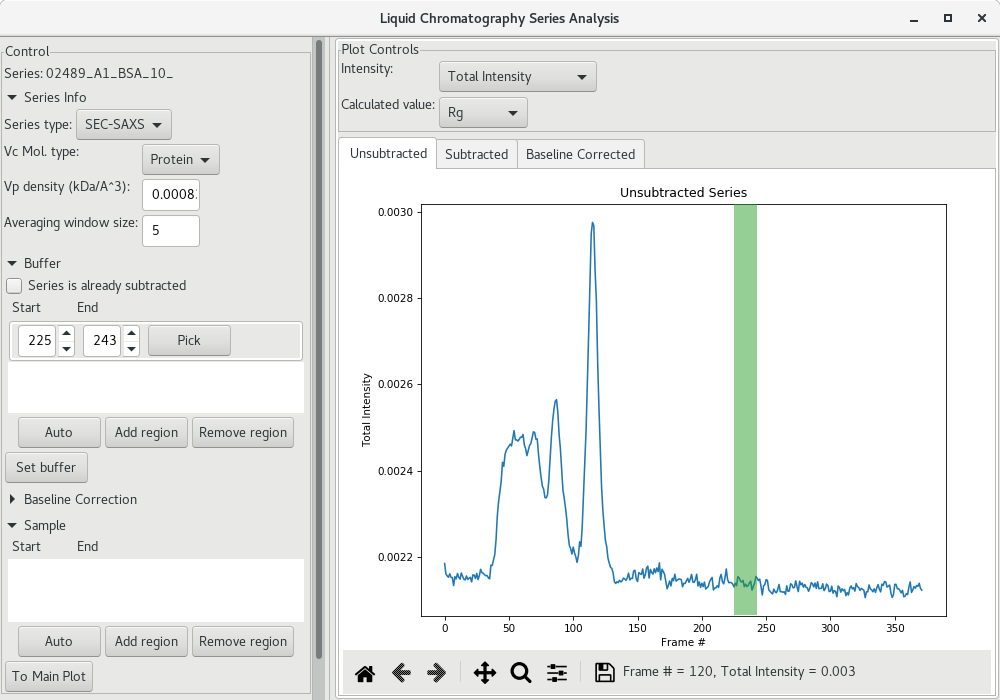 Liquid Chromatography Series Analysis
Control
Series: 02489_A1_BSA_10_
Series Info
Series type: SEC-SAXS
Vc Mol. type: Protein
Vp density (kDa/A^3): 0.0008
Averaging window size: 5
Buffer
Series is already subtracted
Start End
225 243 Pick
Auto Add region Remove region
Set buffer
Baseline Correction
Sample
Start End
Auto Add region Remove region
To Main Plot
Plot Controls
Intensity: Total Intensity
Calculated value: Rg
Unsubtracted Subtracted Baseline Corrected
Unsubtracted Series
0.0030
0.0028
0.0026
0.0024
0.0022
Total Intensity
0 50 100 150 200 250 300 350
Frame #
Frame # = 120, Total Intensity = 0.003